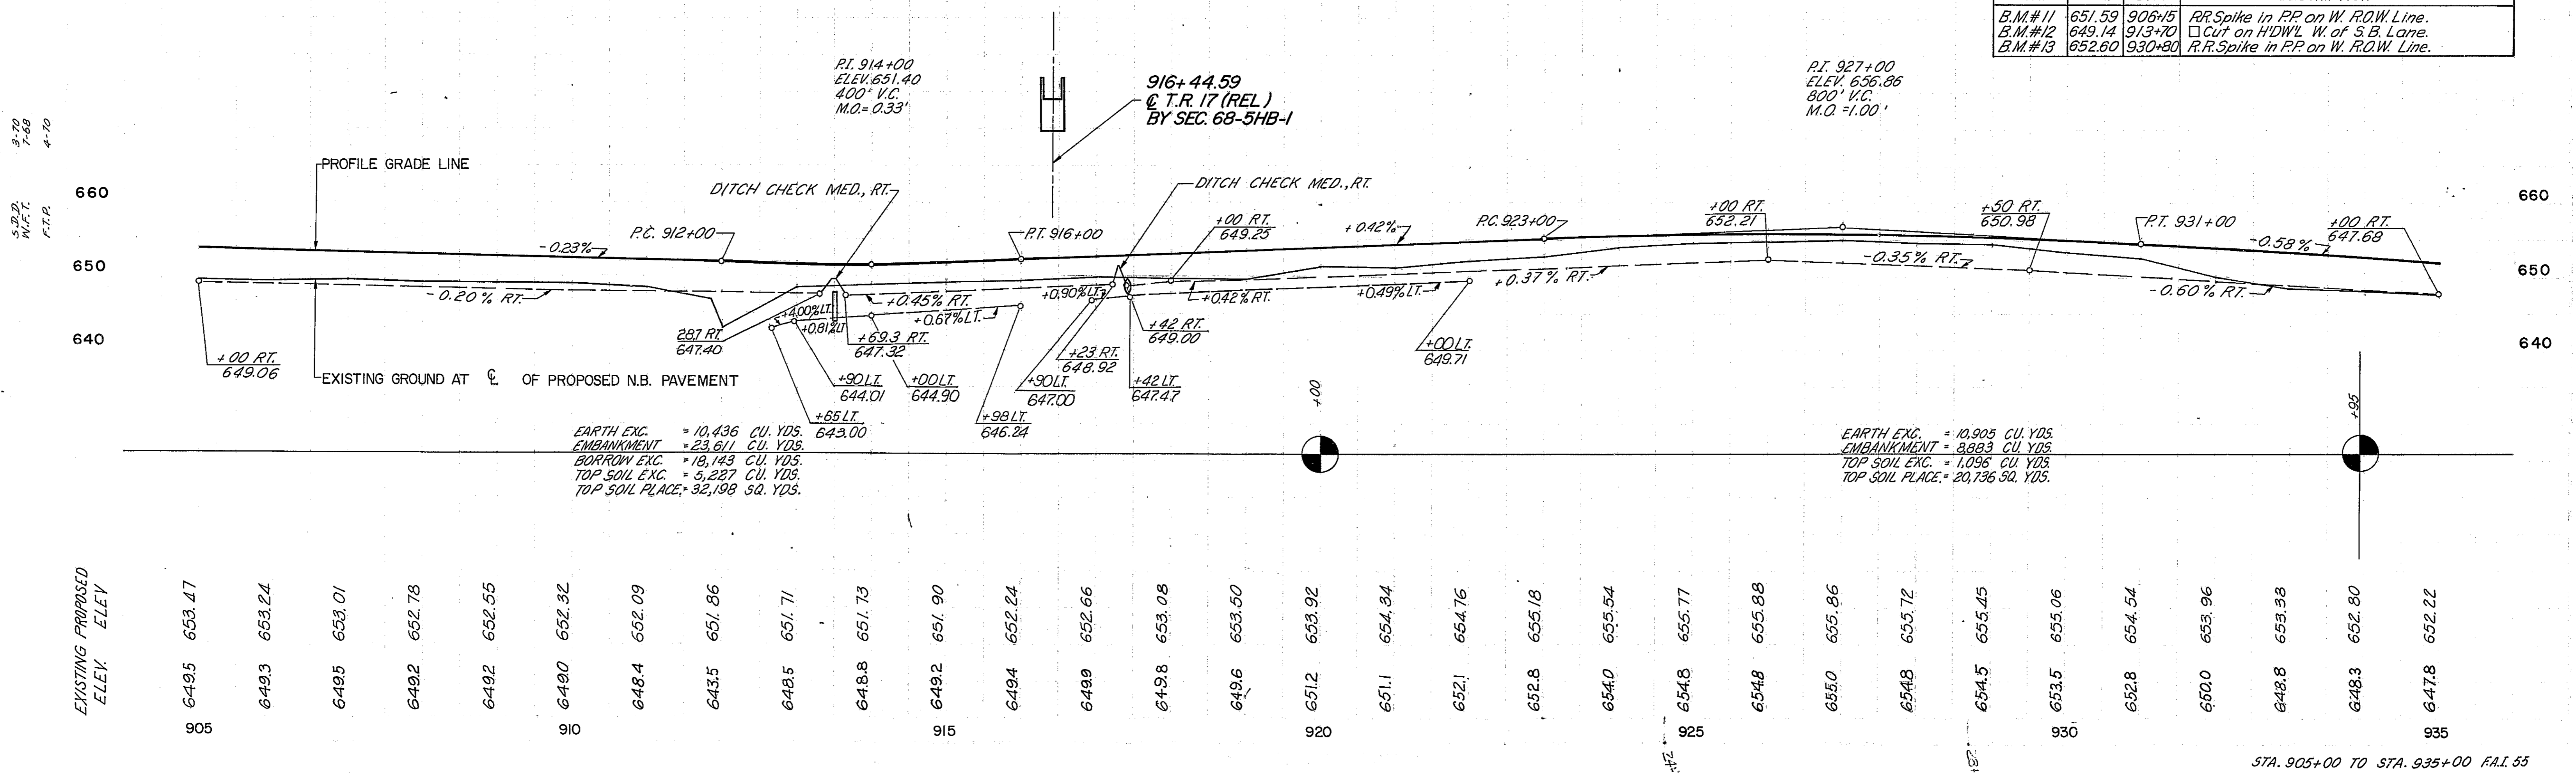 B.M.#11 651.59 906+15 R.R.Spike in P.P. on W. R.O.W. Line.
B.M.#12 649.14 913+70 □ Cut on H'DW'L W. of S.B. Lane.
B.M.#13 652.60 930+80 R.R.Spike in P.P. on W. R.O.W. Line.
P.I. 914+00
ELEV. 651.40
400' V.C.
M.O.= 0.33'
916+44.59
℄ T.R. 17 (REL)
BY SEC. 68-5HB-1
P.I. 927+00
ELEV. 656.86
800' V.C.
M.O. =1.00'
3-70
7-68
4-70
S.D.D.
W.F.T.
F.T.P.
PROFILE GRADE LINE
660
DITCH CHECK MED., RT.
DITCH CHECK MED., RT.
660
-0.23%
P.C. 912+00
P.T. 916+00
+00 RT.
649.25
+0.42%
P.C. 923+00
+00 RT.
652.21
+50 RT.
650.98
P.T. 931+00
-0.58%
+00 RT.
647.68
650
650
-0.20% RT.
+4.00% LT.
+0.81% LT
+0.45% RT.
+0.67% LT.
+0.90% LT.
+0.42% RT.
+0.49% LT.
+0.37% RT.
-0.35% RT.
-0.60% RT.
640
640
+00 RT.
649.06
28.7 RT.
647.40
+69.3 RT.
647.32
+42 RT.
649.00
+23 RT.
648.92
+00 LT.
649.71
EXISTING GROUND AT ℄ OF PROPOSED N.B. PAVEMENT
+90 LT.
644.01
+00 LT.
644.90
+90 LT.
647.00
+42 LT.
647.47
+65 LT.
643.00
+98 LT.
646.24
+00
+95
EARTH EXC. = 10,436 CU. YDS.
EMBANKMENT = 23,611 CU. YDS.
BORROW EXC. = 18,143 CU. YDS.
TOP SOIL EXC. = 5,227 CU. YDS.
TOP SOIL PLACE.= 32,198 SQ. YDS.
EARTH EXC. = 10,905 CU. YDS.
EMBANKMENT = 8,883 CU. YDS.
TOP SOIL EXC. = 1,096 CU. YDS.
TOP SOIL PLACE.= 20,736 SQ. YDS.
PROPOSED ELEV
653.47 653.24 653.01 652.78 652.55 652.32 652.09 651.86 651.71 651.73 651.90 652.24 652.66 653.08 653.50 653.92 654.34 654.76 655.18 655.54 655.77 655.88 655.86 655.72 655.45 655.06 654.54 653.96 653.38 652.80 652.22
EXISTING ELEV.
649.5 649.3 649.5 649.2 649.2 649.0 648.4 643.5 648.5 648.8 649.2 649.4 649.9 649.8 649.6 651.2 651.1 652.1 652.8 654.0 654.8 654.8 655.0 654.8 654.5 653.5 652.8 650.0 648.8 648.3 647.8
905 910 915 920 925 930 935
STA. 905+00 TO STA. 935+00 F.A.I. 55